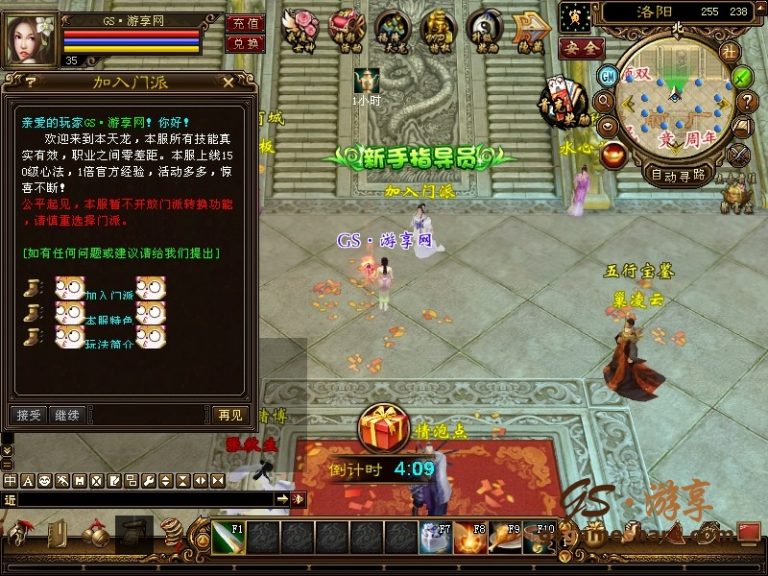 GS·游享网
充值
兑换
35
洛阳
255 238
北
安全
GM
社
周年
自动寻路
1小时
加入门派
亲爱的玩家GS·游享网！你好！
欢迎来到本天龙，本服所有技能真
实有效，职业之间零差距。本服上线15
0级心法，1倍官方经验，活动多多，惊
喜不断！
公平起见，本服暂不开放门派转换功能
，请慎重选择门派。
[如有任何问题或建议请给我们提出]
加入门派
本服特色
玩法简介
接受
继续
再见
新手指导员
加入门派
GS·游享网
五行宝鉴
巢凌云
情泡点
倒计时 4:09
中
A
近
F1
F7
F8
F9
F10
GS·游享